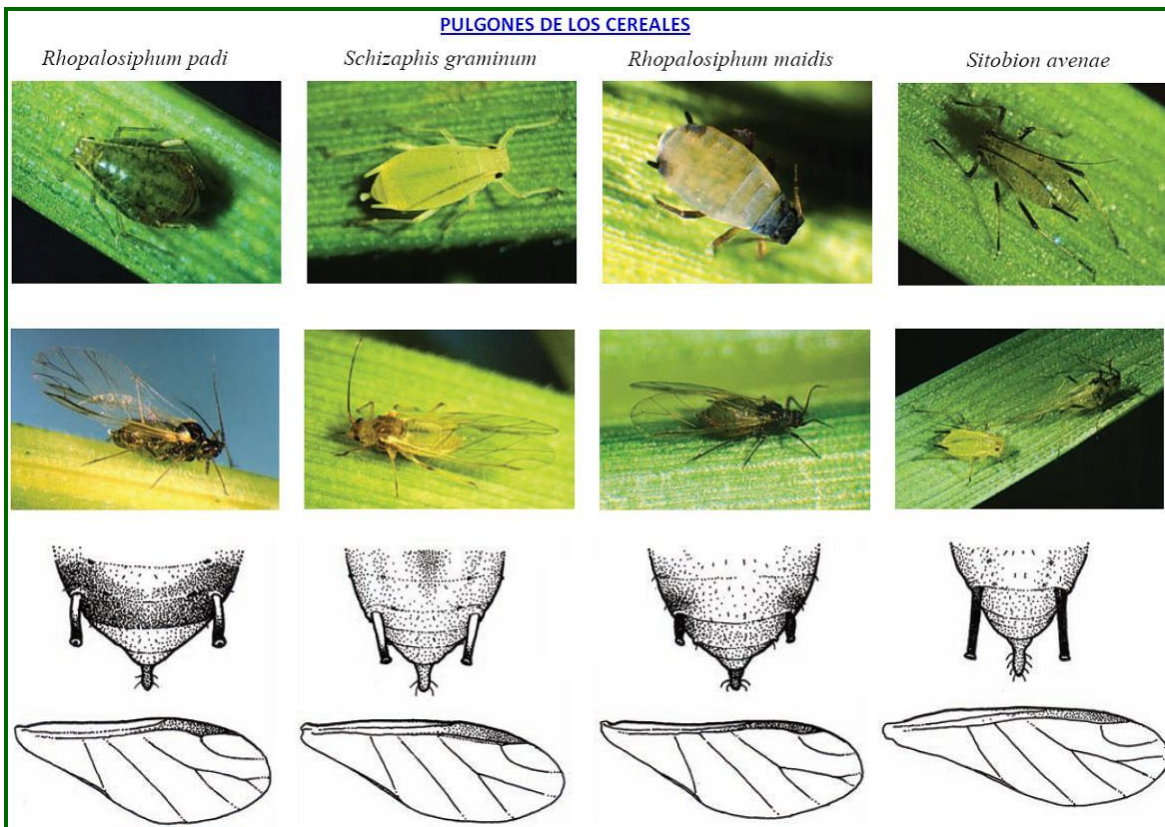 PULGONES DE LOS CEREALES
Rhopalosiphum padi
Schizaphis graminum
Rhopalosiphum maidis
Sitobion avenae